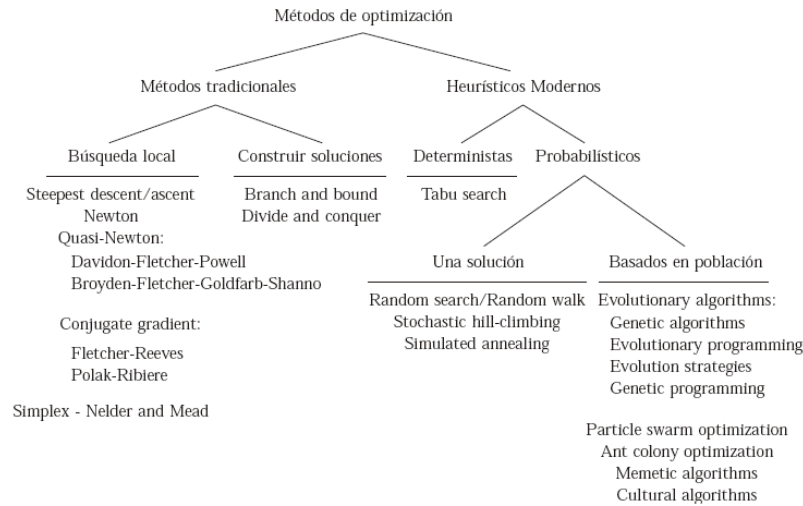 Métodos de optimización
Métodos tradicionales
Heurísticos Modernos
Búsqueda local
Construir soluciones
Deterministas
Probabilísticos
Steepest descent/ascent
Newton
Quasi-Newton:
Davidon-Fletcher-Powell
Broyden-Fletcher-Goldfarb-Shanno
Conjugate gradient:
Fletcher-Reeves
Polak-Ribiere
Simplex - Nelder and Mead
Branch and bound
Divide and conquer
Tabu search
Una solución
Random search/Random walk
Stochastic hill-climbing
Simulated annealing
Basados en población
Evolutionary algorithms:
Genetic algorithms
Evolutionary programming
Evolution strategies
Genetic programming
Particle swarm optimization
Ant colony optimization
Memetic algorithms
Cultural algorithms